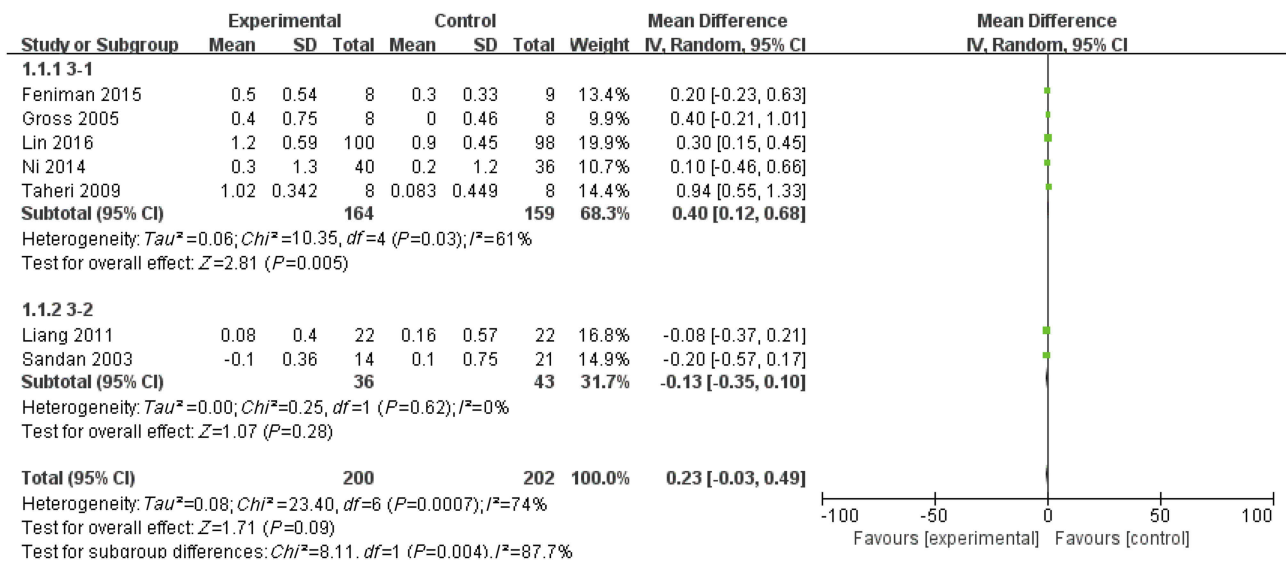 Experimental Control Mean Difference Mean Difference
Study or Subgroup Mean SD Total Mean SD Total Weight IV, Random, 95% CI IV, Random, 95% CI
1.1.1 3-1
Feniman 2015 0.5 0.54 8 0.3 0.33 9 13.4% 0.20 [-0.23, 0.63]
Gross 2005 0.4 0.75 8 0 0.46 8 9.9% 0.40 [-0.21, 1.01]
Lin 2016 1.2 0.59 100 0.9 0.45 98 19.9% 0.30 [0.15, 0.45]
Ni 2014 0.3 1.3 40 0.2 1.2 36 10.7% 0.10 [-0.46, 0.66]
Taheri 2009 1.02 0.342 8 0.083 0.449 8 14.4% 0.94 [0.55, 1.33]
Subtotal (95% CI) 164 159 68.3% 0.40 [0.12, 0.68]
Heterogeneity: Tau²=0.06; Chi²=10.35, df=4 (P=0.03); I²=61%
Test for overall effect: Z=2.81 (P=0.005)
1.1.2 3-2
Liang 2011 0.08 0.4 22 0.16 0.57 22 16.8% -0.08 [-0.37, 0.21]
Sandan 2003 -0.1 0.36 14 0.1 0.75 21 14.9% -0.20 [-0.57, 0.17]
Subtotal (95% CI) 36 43 31.7% -0.13 [-0.35, 0.10]
Heterogeneity: Tau²=0.00; Chi²=0.25, df=1 (P=0.62); I²=0%
Test for overall effect: Z=1.07 (P=0.28)
Total (95% CI) 200 202 100.0% 0.23 [-0.03, 0.49]
Heterogeneity: Tau²=0.08; Chi²=23.40, df=6 (P=0.0007); I²=74%
Test for overall effect: Z=1.71 (P=0.09)
Test for subgroup differences: Chi²=8.11, df=1 (P=0.004), I²=87.7%
-100 -50 0 50 100
Favours [experimental] Favours [control]